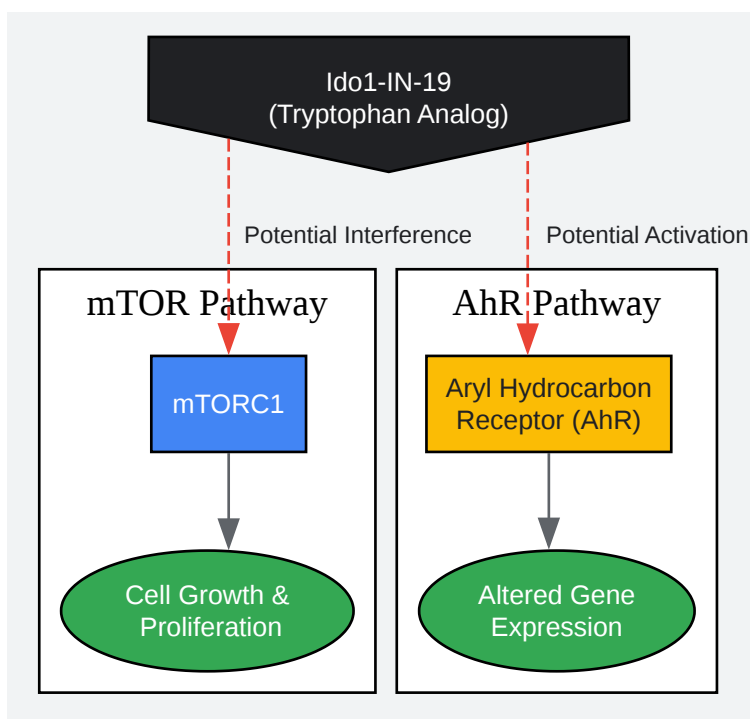 Ido1-IN-19
(Tryptophan Analog)
Potential Interference
Potential Activation
mTOR Pathway
AhR Pathway
mTORC1
Aryl Hydrocarbon
Receptor (AhR)
Cell Growth &
Proliferation
Altered Gene
Expression